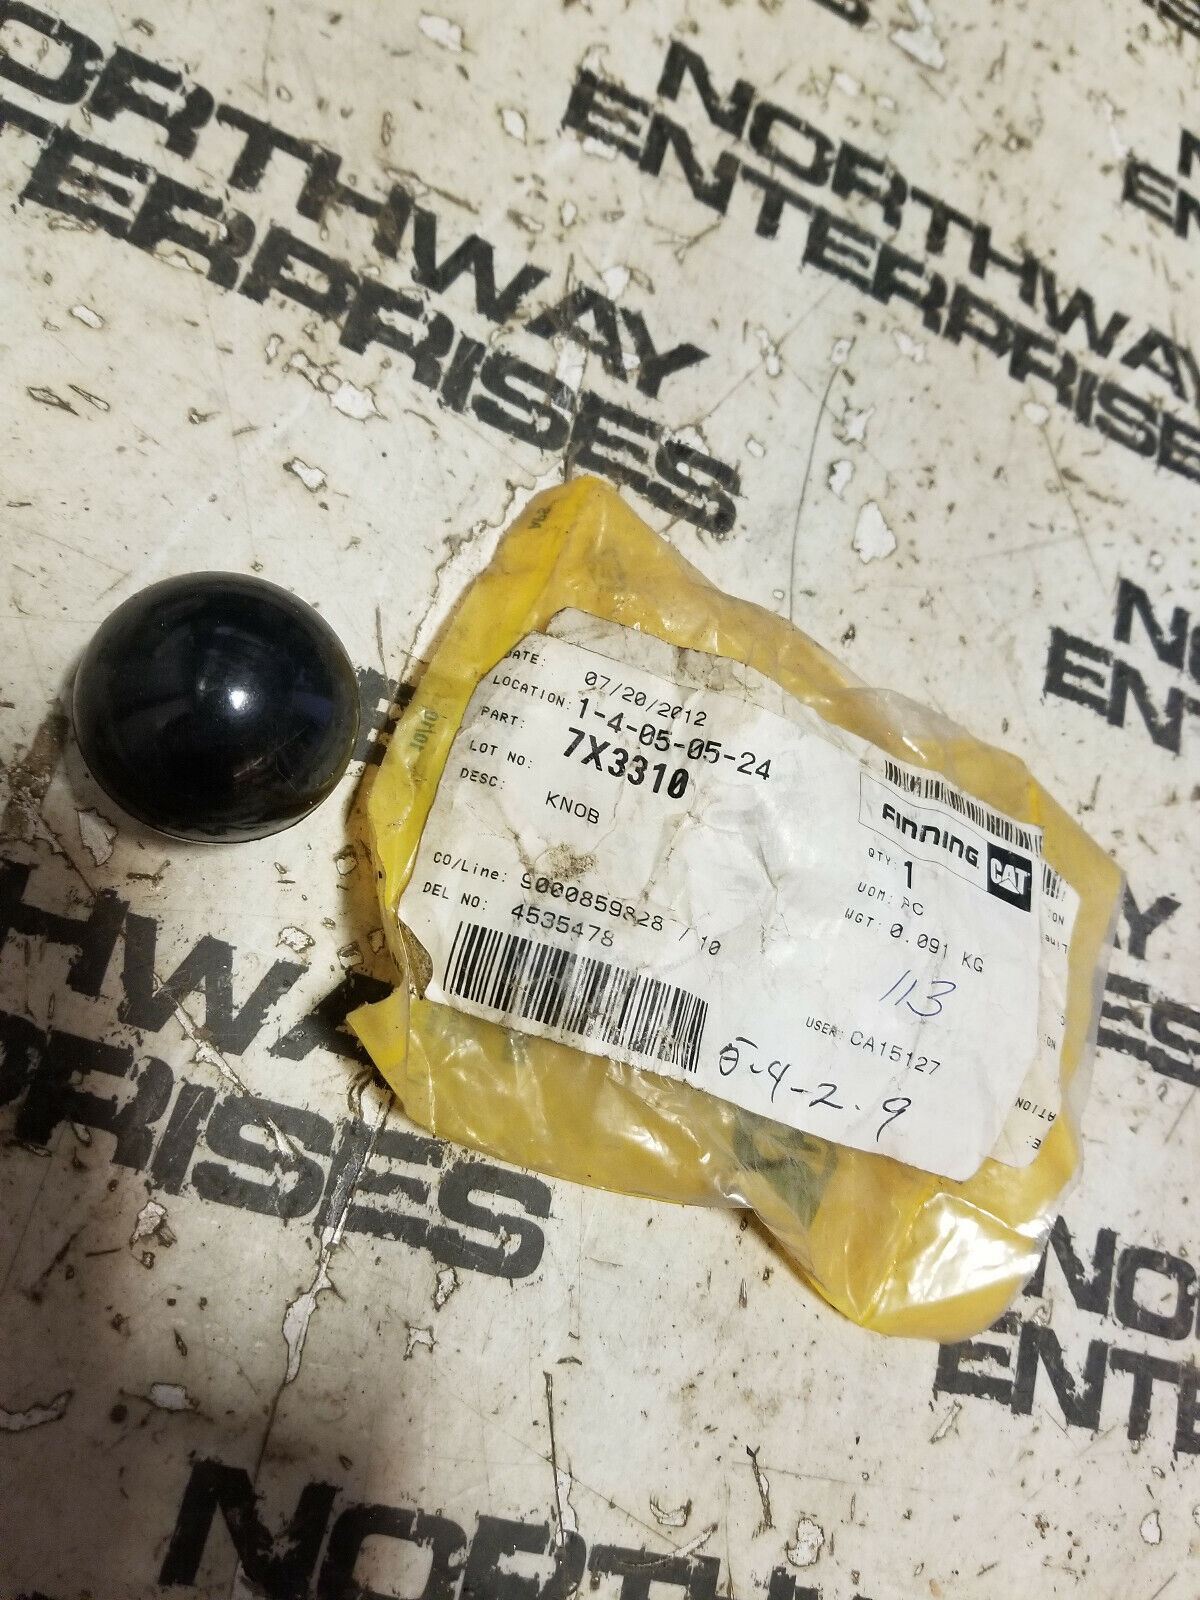 NORTHWAY
ENTERPRISES
NORTHWAY
ENTERPRISES
DATE: 07/20/2012
LOCATION: 1-4-05-05-24
PART: 7X3310
LOT NO:
DESC: KNOB
CO/Line: 9000859828 / 10
DEL NO: 4535478
FINNING CAT
QTY: 1
UOM: PC
WGT: 0.091 KG
113
USER: CA15127
5-4-2.9